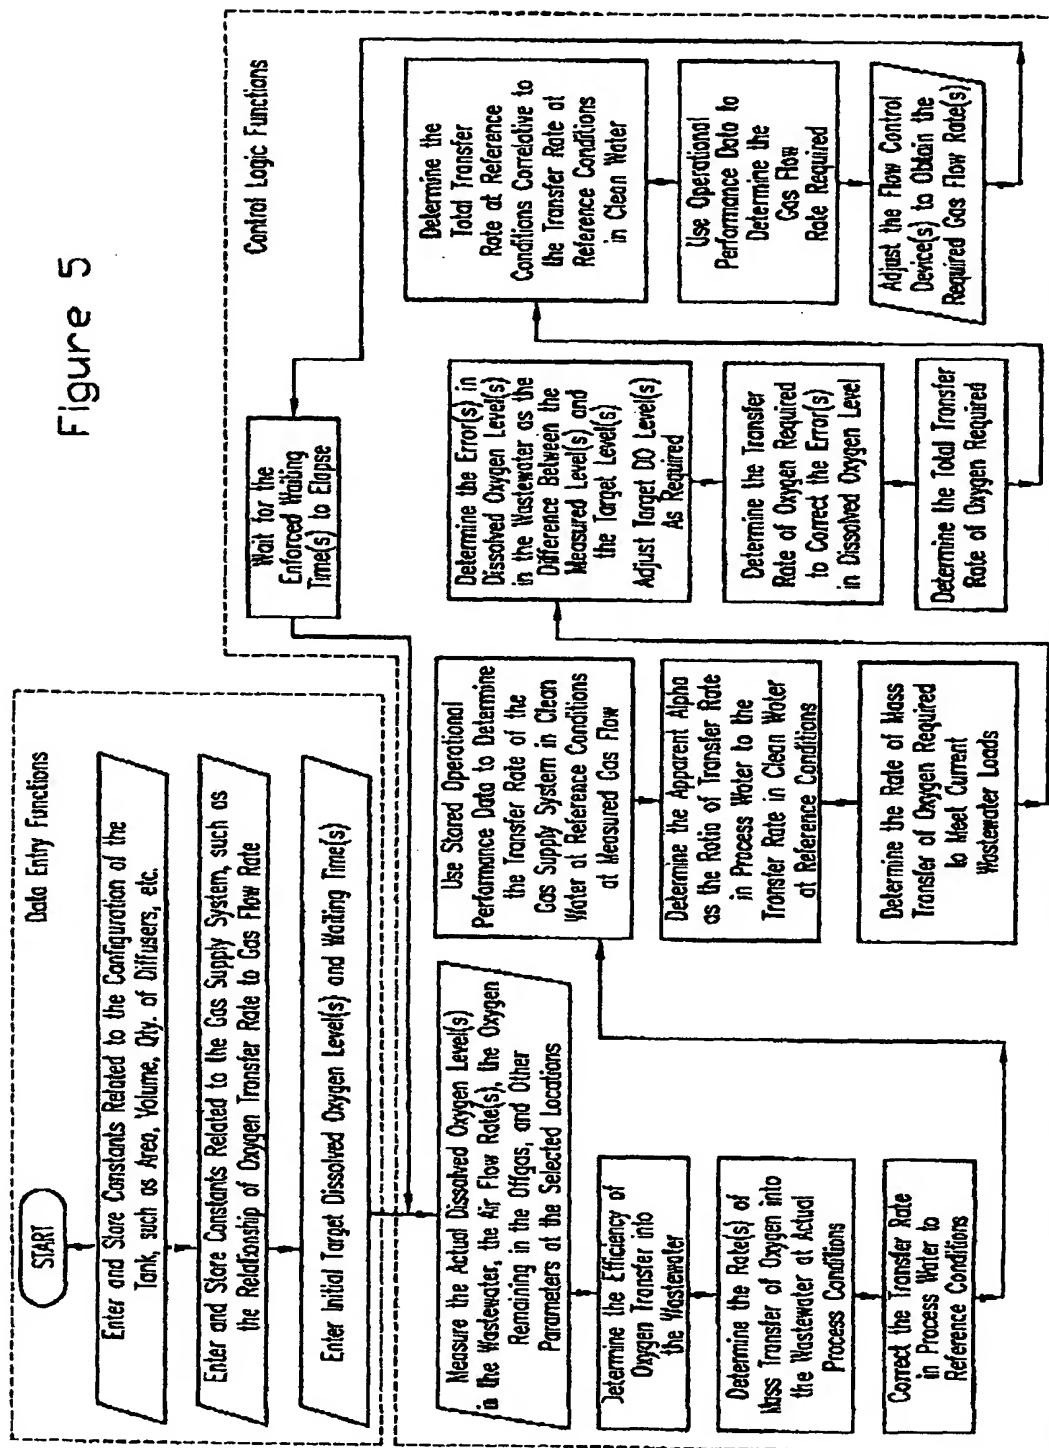 Figure 5
Data Entry Functions
START
Enter and Store Constants Related to the Configuration of the
Tank, such as Area, Volume, Qty. of Diffusers, etc.
Enter and Store Constants Related to the Gas Supply System, such as
the Relationship of Oxygen Transfer Rate to Gas Flow Rate
Enter Initial Target Dissolved Oxygen Level(s) and Waiting Time(s)
Control Logic Functions
Wait for the
Enforced Waiting
Time(s) to Elapse
Measure the Actual Dissolved Oxygen Level(s)
in the Wastewater, the Air Flow Rate(s), the Oxygen
Remaining in the Offgas, and Other
Parameters at the Selected Locations
Determine the Efficiency of
Oxygen Transfer into
the Wastewater
Determine the Rate(s) of
Mass Transfer of Oxygen into
the Wastewater at Actual
Process Conditions
Correct the Transfer Rate
in Process Water to
Reference Conditions
Use Stored Operational
Performance Data to Determine
the Transfer Rate of the
Gas Supply System in Clean
Water at Reference Conditions
at Measured Gas Flow
Determine the Apparent Alpha
as the Ratio of Transfer Rate
in Process Water to the
Transfer Rate in Clean Water
at Reference Conditions
Determine the Rate of Mass
Transfer of Oxygen Required
to Meet Current
Wastewater Loads
Determine the Error(s) in
Dissolved Oxygen Level(s)
in the Wastewater as the
Difference Between the
Measured Level(s) and
the Target Level(s)
Adjust Target DO Level(s)
As Required
Determine the Transfer
Rate of Oxygen Required
to Correct the Error(s)
in Dissolved Oxygen Level
Determine the Total Transfer
Rate of Oxygen Required
Determine the
Total Transfer
Rate at Reference
Conditions Correlative to
the Transfer Rate at
Reference Conditions
in Clean Water
Use Operational
Performance Data to
Determine the
Gas Flow
Rate Required
Adjust the Flow Control
Device(s) to Obtain the
Required Gas Flow Rate(s)